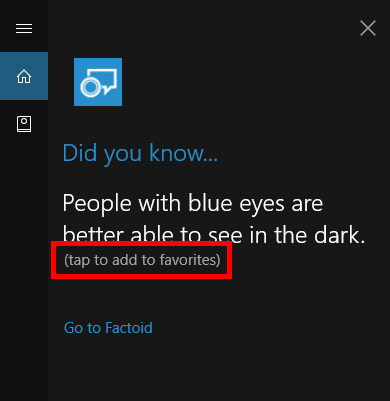 Did you know...
People with blue eyes are
better able to see in the dark.
(tap to add to favorites)
Go to Factoid